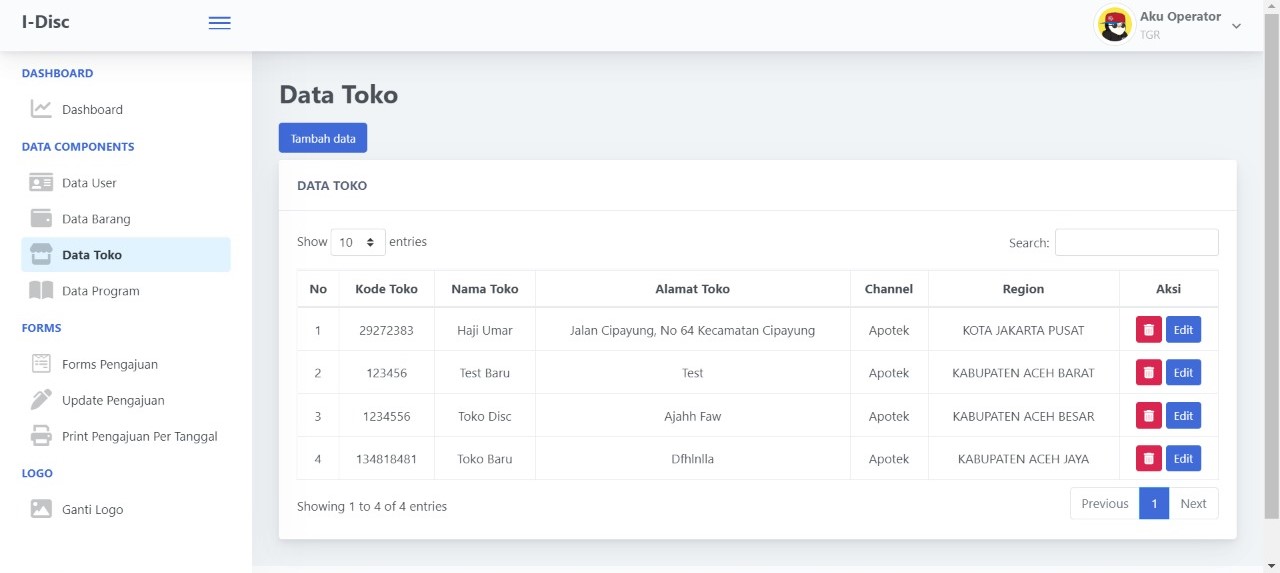 I-Disc
Aku Operator
TGR
DASHBOARD
Dashboard
DATA COMPONENTS
Data User
Data Barang
Data Toko
Data Program
FORMS
Forms Pengajuan
Update Pengajuan
Print Pengajuan Per Tanggal
LOGO
Ganti Logo
Data Toko
Tambah data
DATA TOKO
Show 10 entries Search:
No Kode Toko Nama Toko Alamat Toko Channel Region Aksi
1 29272383 Haji Umar Jalan Cipayung, No 64 Kecamatan Cipayung Apotek KOTA JAKARTA PUSAT Edit
2 123456 Test Baru Test Apotek KABUPATEN ACEH BARAT Edit
3 1234556 Toko Disc Ajahh Faw Apotek KABUPATEN ACEH BESAR Edit
4 134818481 Toko Baru Dfhlnlla Apotek KABUPATEN ACEH JAYA Edit
Showing 1 to 4 of 4 entries Previous 1 Next